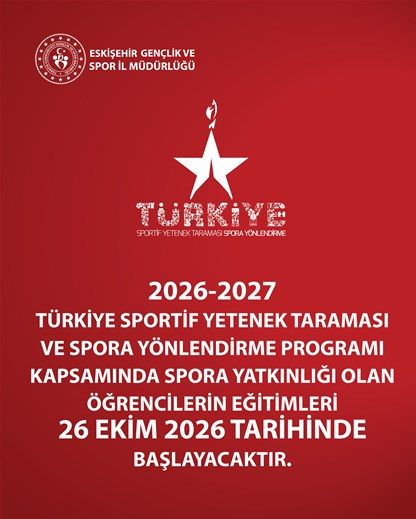 ESKİŞEHİR GENÇLİK VE
SPOR İL MÜDÜRLÜĞÜ
TÜRKİYE
SPORTİF YETENEK TARAMASI SPORA YÖNLENDİRME
2026-2027
TÜRKİYE SPORTİF YETENEK TARAMASI
VE SPORA YÖNLENDİRME PROGRAMI
KAPSAMINDA SPORA YATKINLIĞI OLAN
ÖĞRENCİLERİN EĞİTİMLERİ
26 EKİM 2026 TARİHİNDE
BAŞLAYACAKTIR.